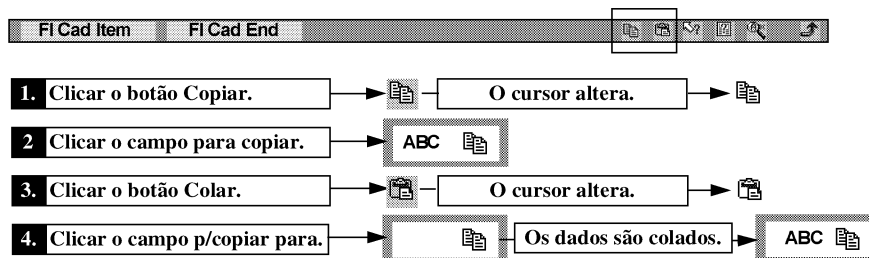 Fl Cad Item Fl Cad End
1. Clicar o botão Copiar. O cursor altera.
2 Clicar o campo para copiar. ABC
3. Clicar o botão Colar. O cursor altera.
4. Clicar o campo p/copiar para. Os dados são colados. ABC